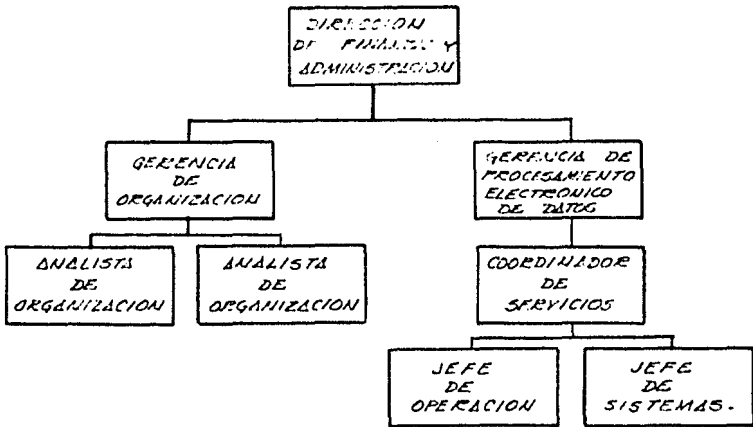 DIRECCION
DE FINANZAS Y
ADMINISTRACION
GERENCIA
DE
ORGANIZACION
GERENCIA DE
PROCESAMIENTO
ELECTRONICO
DE DATOS
ANALISTA
DE
ORGANIZACION
ANALISTA
DE
ORGANIZACION
COORDINADOR
DE
SERVICIOS
JEFE
DE
OPERACION
JEFE
DE
SISTEMAS.